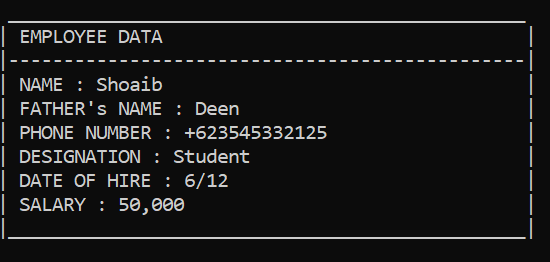 EMPLOYEE DATA
NAME : Shoaib
FATHER's NAME : Deen
PHONE NUMBER : +623545332125
DESIGNATION : Student
DATE OF HIRE : 6/12
SALARY : 50,000